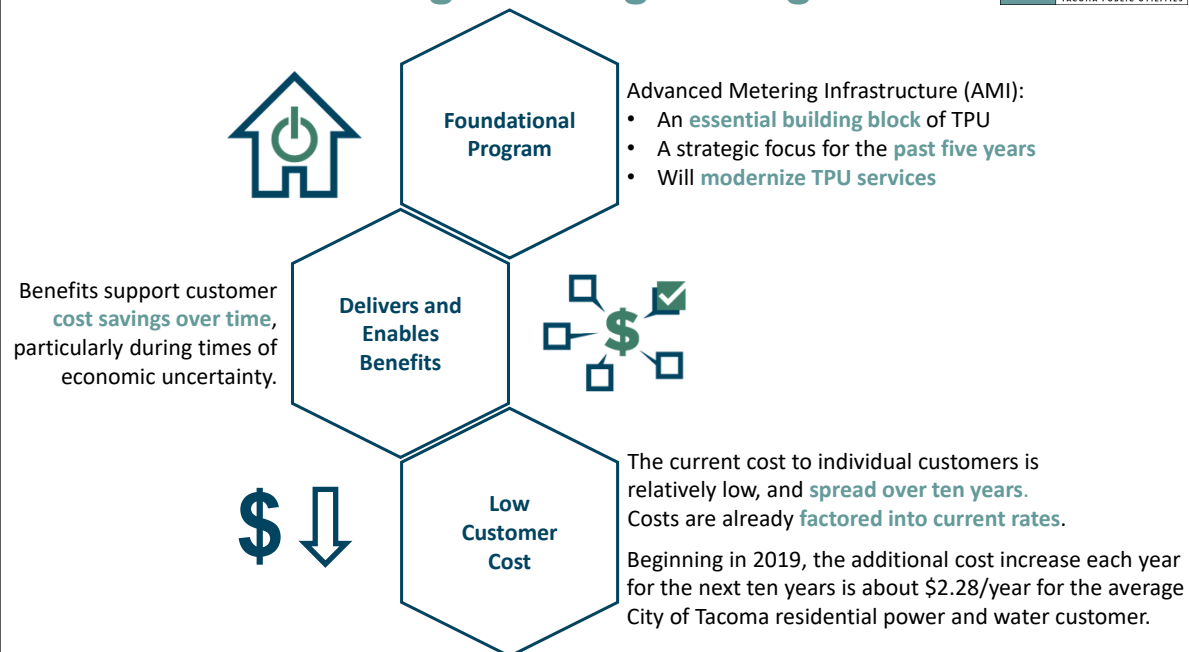 TACOMA PUBLIC UTILITIES
Foundational
Program
Advanced Metering Infrastructure (AMI):
• An essential building block of TPU
• A strategic focus for the past five years
• Will modernize TPU services
Benefits support customer
cost savings over time,
particularly during times of
economic uncertainty.
Delivers and
Enables
Benefits
$
$
Low
Customer
Cost
The current cost to individual customers is
relatively low, and spread over ten years.
Costs are already factored into current rates.
Beginning in 2019, the additional cost increase each year
for the next ten years is about $2.28/year for the average
City of Tacoma residential power and water customer.